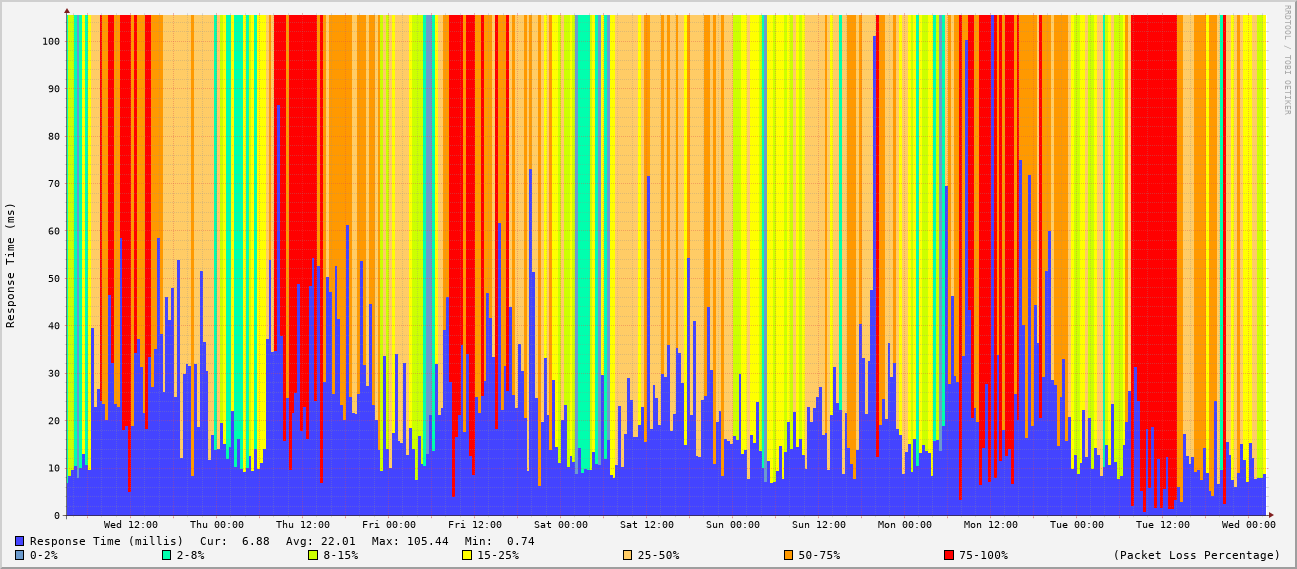 RRDTOOL / TOBI OETIKER
Response Time (ms)
100
90
80
70
60
50
40
30
20
10
0
Wed 12:00 Thu 00:00 Thu 12:00 Fri 00:00 Fri 12:00 Sat 00:00 Sat 12:00 Sun 00:00 Sun 12:00 Mon 00:00 Mon 12:00 Tue 00:00 Tue 12:00 Wed 00:00
Response Time (millis) Cur: 6.88 Avg: 22.01 Max: 105.44 Min: 0.74
0-2% 2-8% 8-15% 15-25% 25-50% 50-75% 75-100% (Packet Loss Percentage)